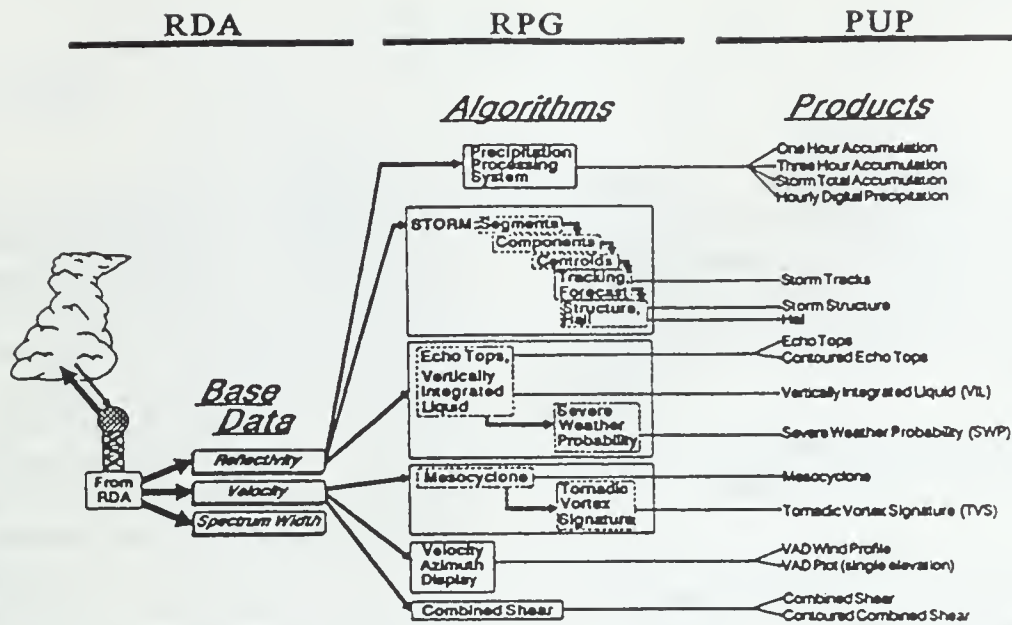 RDA
RPG
PUP
Algorithms
Products
Precipitation
Processing
System
One Hour Accumulation
Three Hour Accumulation
Storm Total Accumulation
Hourly Digital Precipitation
STORM: Segments
Components
Centroids
Tracking,
Forecast
Structure,
Hail
Storm Tracks
Storm Structure
Hail
Echo Tops,
Vertically
Integrated
Liquid
Severe
Weather
Probability
Echo Tops
Contoured Echo Tops
Vertically Integrated Liquid (VIL)
Severe Weather Probability (SWP)
Base
Data
From
RDA
Reflectivity
Velocity
Spectrum Width
Mesocyclone
Tornadic
Vortex
Signature
Mesocyclone
Tornadic Vortex Signature (TVS)
Velocity
Azimuth
Display
VAD Wind Profile
VAD Plot (single elevation)
Combined Shear
Combined Shear
Contoured Combined Shear